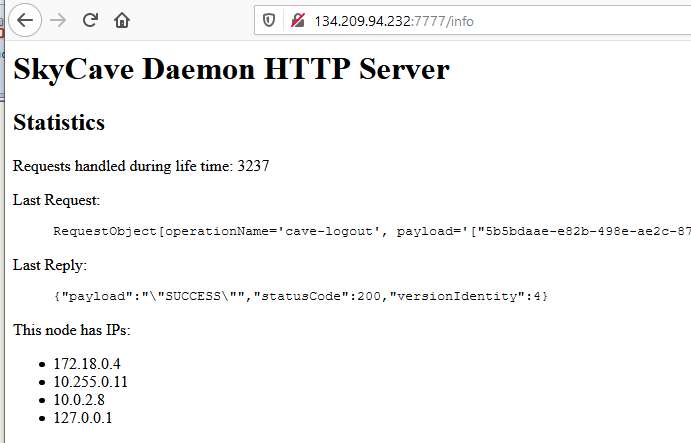 134.209.94.232:7777/info
SkyCave Daemon HTTP Server
Statistics
Requests handled during life time: 3237
Last Request:
RequestObject[operationName='cave-logout', payload='["5b5bdaae-e82b-498e-ae2c-87
Last Reply:
{"payload":"\"SUCCESS\"","statusCode":200,"versionIdentity":4}
This node has IPs:
172.18.0.4
10.255.0.11
10.0.2.8
127.0.0.1